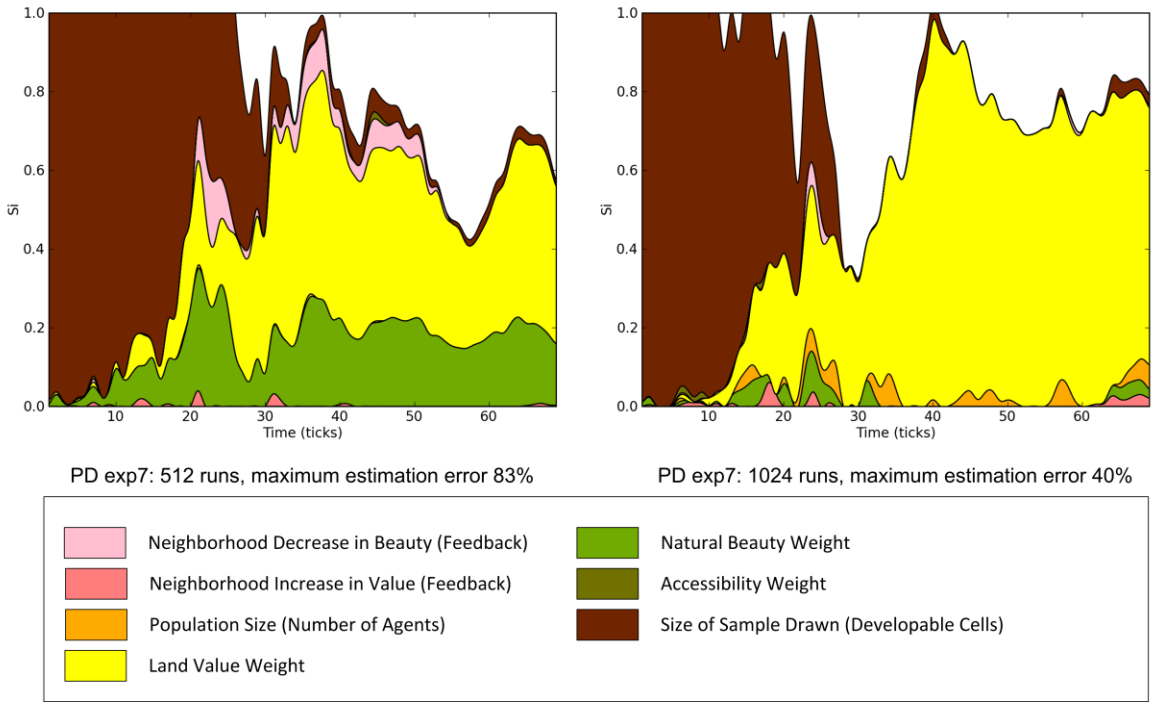 1.0
0.8
0.6
0.4
0.2
0.0
Si
10 20 30 40 50 60
Time (ticks)
1.0
0.8
0.6
0.4
0.2
0.0
Si
10 20 30 40 50 60
Time (ticks)
PD exp7: 512 runs, maximum estimation error 83%
PD exp7: 1024 runs, maximum estimation error 40%
Neighborhood Decrease in Beauty (Feedback)
Neighborhood Increase in Value (Feedback)
Population Size (Number of Agents)
Land Value Weight
Natural Beauty Weight
Accessibility Weight
Size of Sample Drawn (Developable Cells)